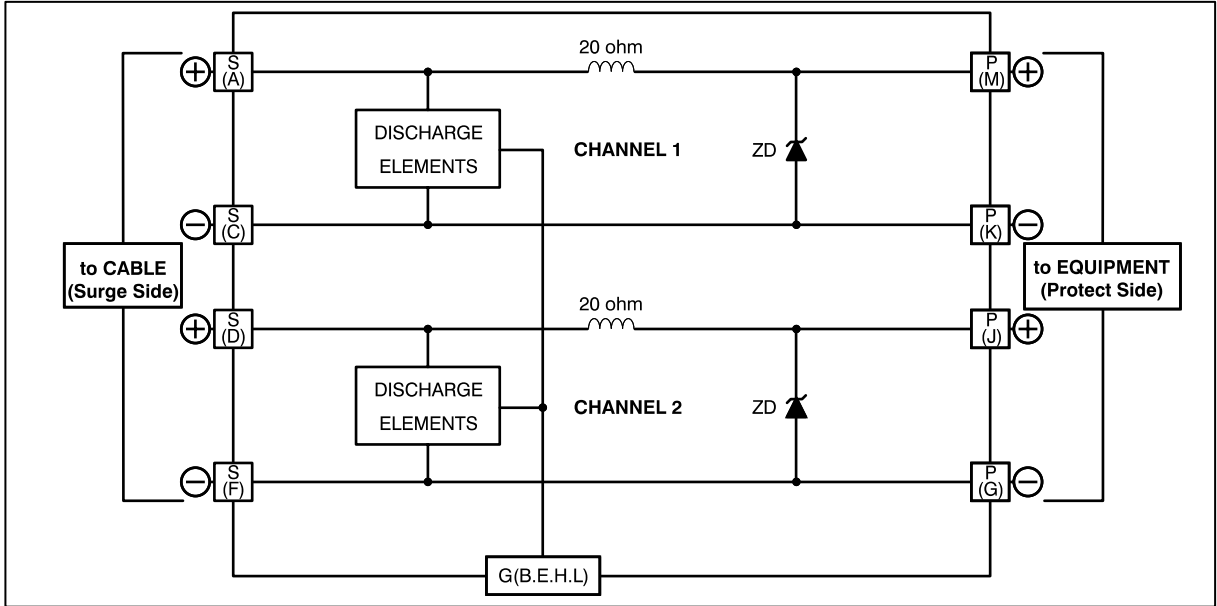 20 ohm
+
S
(A)
P
(M)
+
DISCHARGE
ELEMENTS
CHANNEL 1
ZD
−
S
(C)
P
(K)
−
to CABLE
(Surge Side)
to EQUIPMENT
(Protect Side)
20 ohm
+
S
(D)
P
(J)
+
DISCHARGE
ELEMENTS
CHANNEL 2
ZD
−
S
(F)
P
(G)
−
G(B.E.H.L)